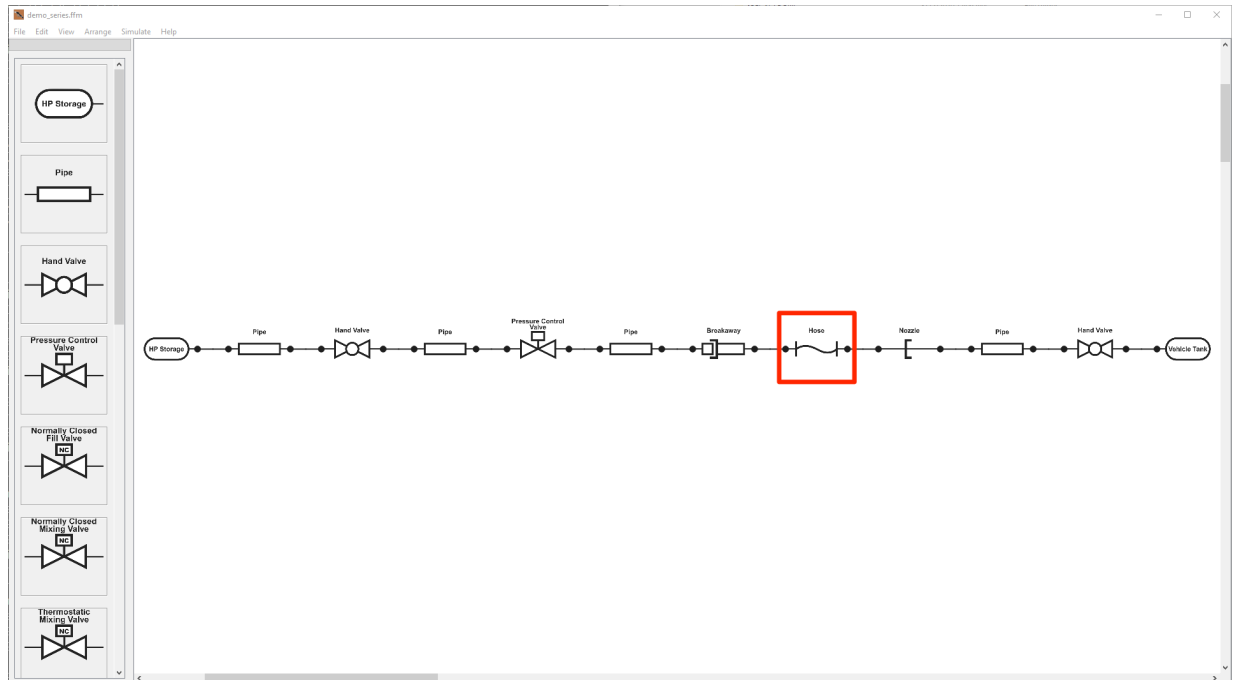 demo_series.ffm
File Edit View Arrange Simulate Help
HP Storage
Pipe
Hand Valve
Pressure Control
Valve
Normally Closed
Fill Valve
NC
Normally Closed
Mixing Valve
NC
Thermostatic
Mixing Valve
NC
HP Storage
Pipe
Hand Valve
Pipe
Pressure Control
Valve
Pipe
Breakaway
Hose
Nozzle
Pipe
Hand Valve
Vehicle Tank